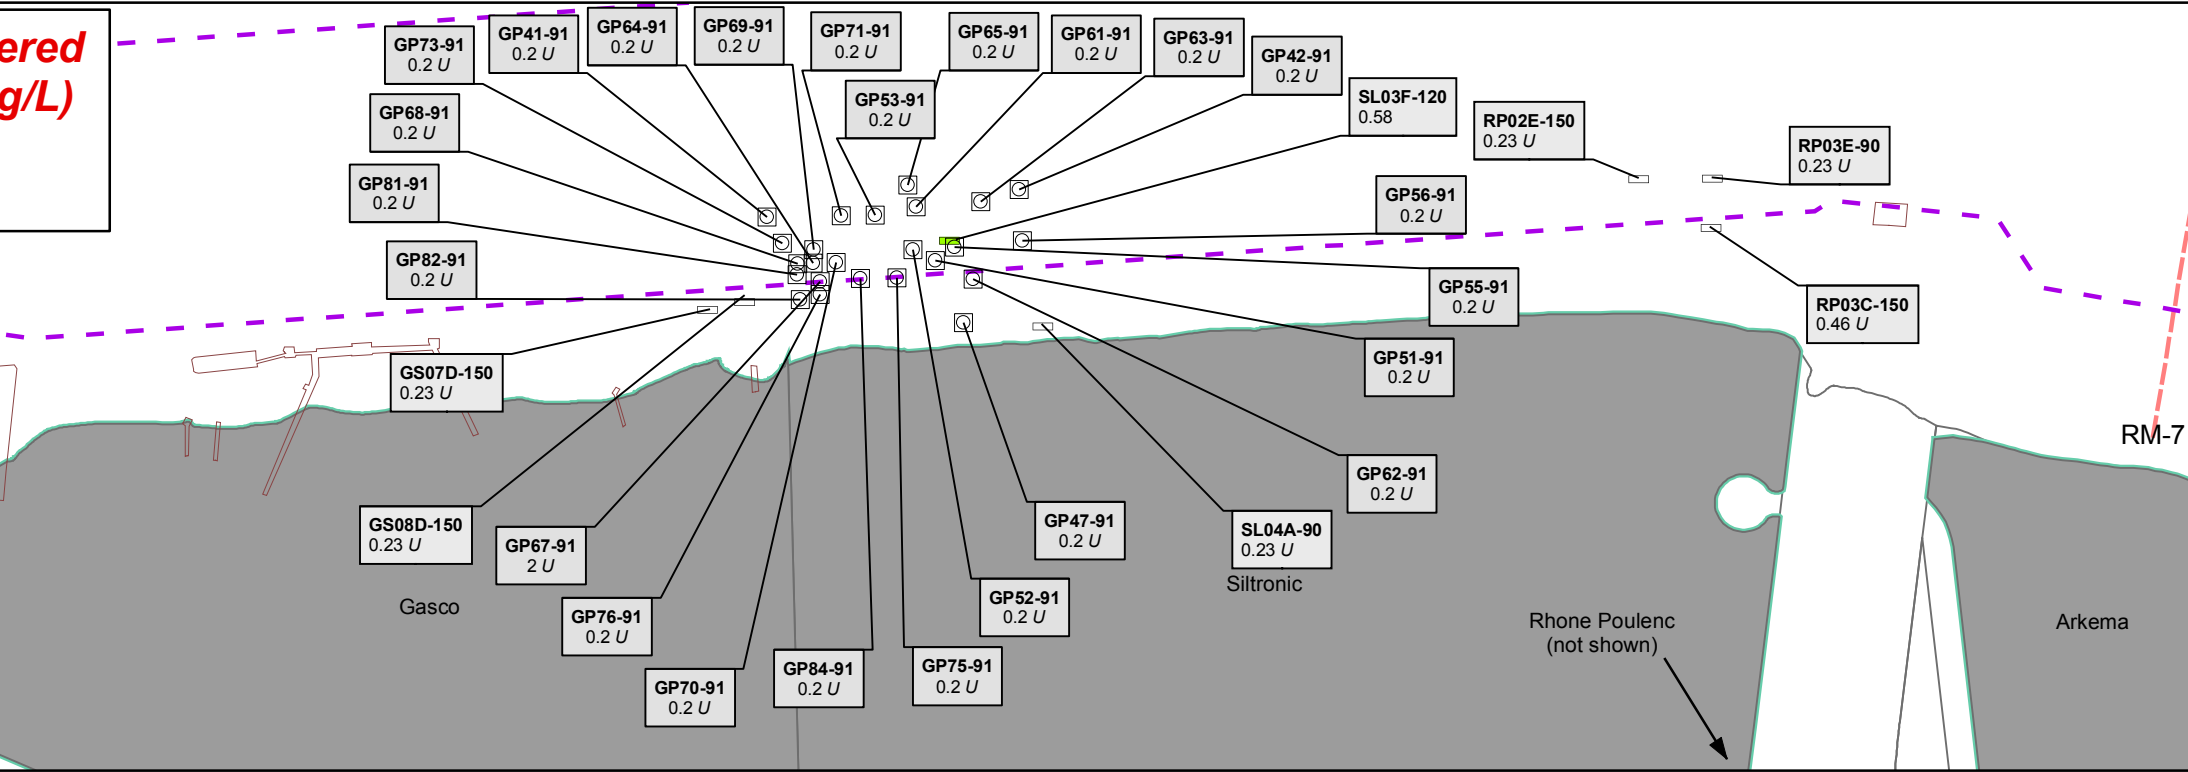 ered
g/L)
GP73-91
0.2 U
GP41-91
0.2 U
GP64-91
0.2 U
GP69-91
0.2 U
GP71-91
0.2 U
GP65-91
0.2 U
GP61-91
0.2 U
GP63-91
0.2 U
GP42-91
0.2 U
GP53-91
0.2 U
SL03F-120
0.58
RP02E-150
0.23 U
RP03E-90
0.23 U
GP68-91
0.2 U
GP81-91
0.2 U
GP56-91
0.2 U
GP82-91
0.2 U
GP55-91
0.2 U
RP03C-150
0.46 U
GS07D-150
0.23 U
GP51-91
0.2 U
RM-7
GP62-91
0.2 U
GS08D-150
0.23 U
GP67-91
2 U
GP47-91
0.2 U
SL04A-90
0.23 U
Siltronic
Gasco
GP76-91
0.2 U
GP52-91
0.2 U
Rhone Poulenc
(not shown)
Arkema
GP70-91
0.2 U
GP84-91
0.2 U
GP75-91
0.2 U